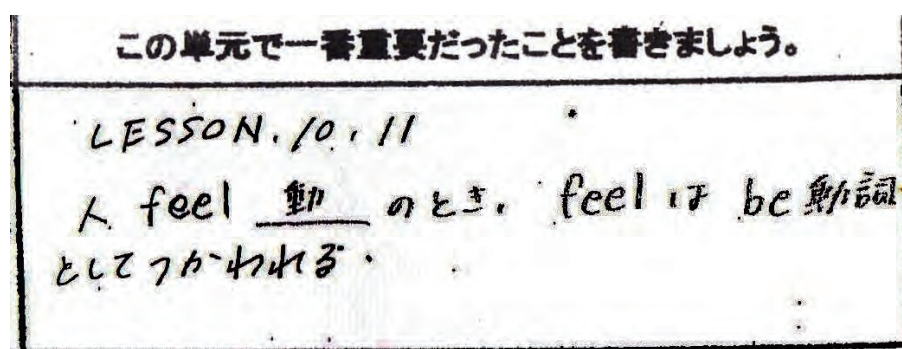 この単元で一番重要だったことを書きましょう。
LESSON. 10. 11
人 feel 動 のとき. feel は be 動詞
としてつかわれる.